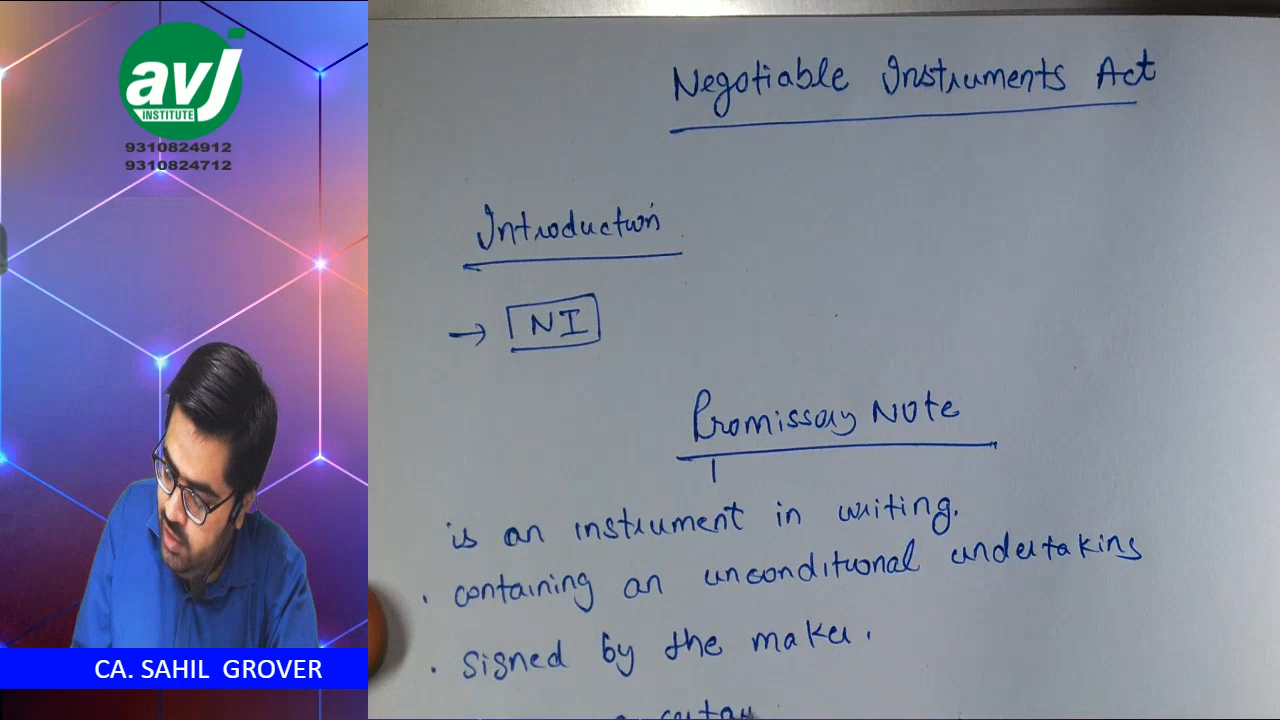 avj
INSTITUTE
9310824912
9310824712
Negotiable Instruments Act
Introduction
→ NI
Promissory Note
is an instrument in writing.
. containing an unconditional undertaking
. signed by the maker.
CA. SAHIL GROVER